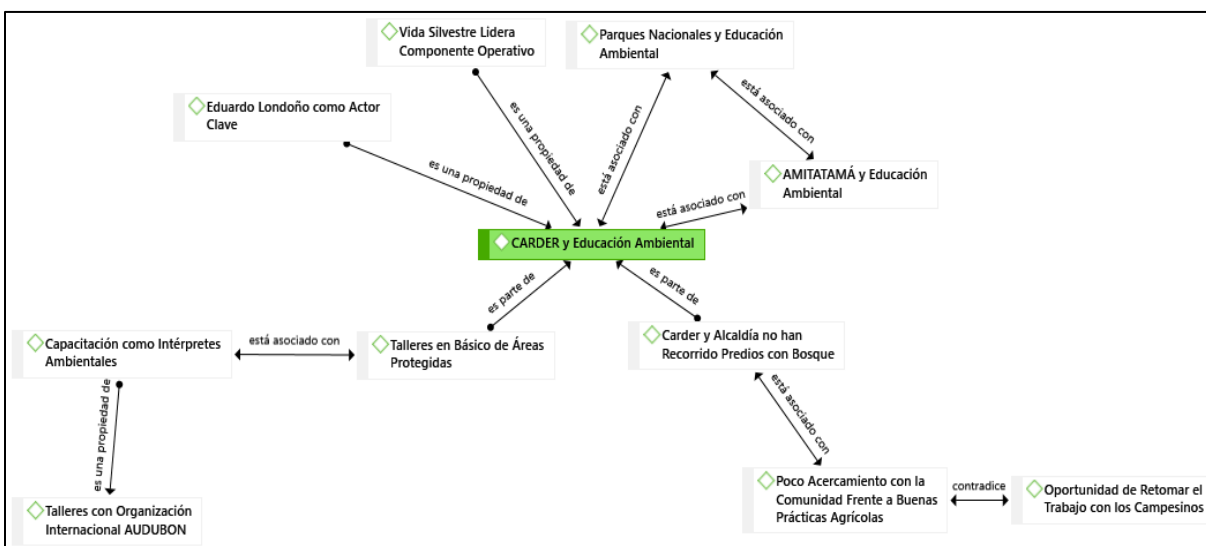 Vida Silvestre Lidera
Componente Operativo
Parques Nacionales y Educación
Ambiental
Eduardo Londoño como Actor
Clave
es una propiedad de
está asociado con
está asociado con
es una propiedad de
AMITATAMÁ y Educación
Ambiental
está asociado con
CARDER y Educación Ambiental
es parte de
es parte de
Capacitación como Intérpretes
Ambientales
está asociado con
Talleres en Básico de Áreas
Protegidas
Carder y Alcaldía no han
Recorrido Predios con Bosque
es una propiedad de
está asociado con
Talleres con Organización
Internacional AUDUBON
Poco Acercamiento con la
Comunidad Frente a Buenas
Prácticas Agrícolas
contradice
Oportunidad de Retomar el
Trabajo con los Campesinos